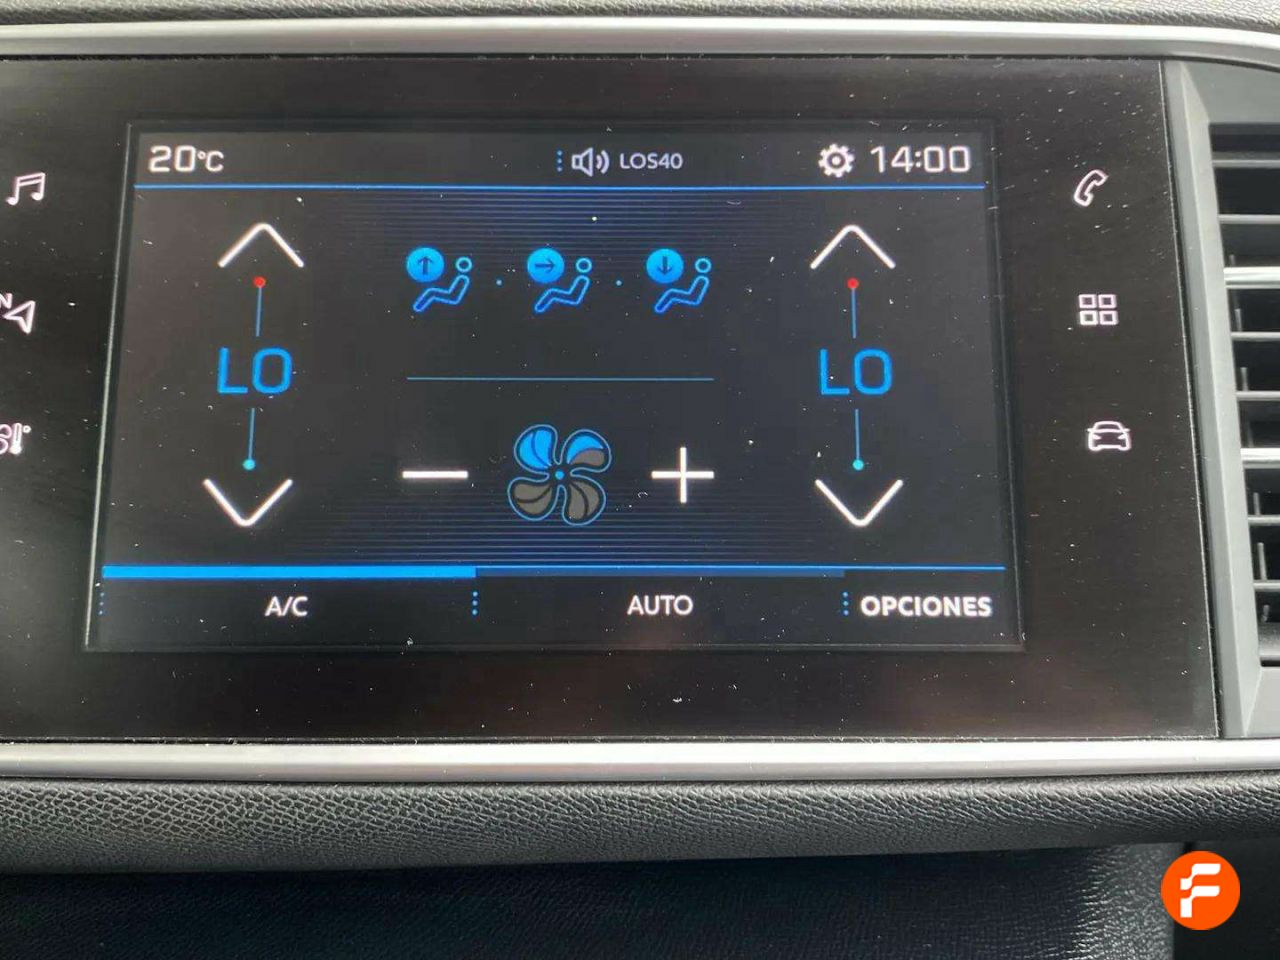 20°C LOS40 14:00
N
LO LO
A/C AUTO OPCIONES
F